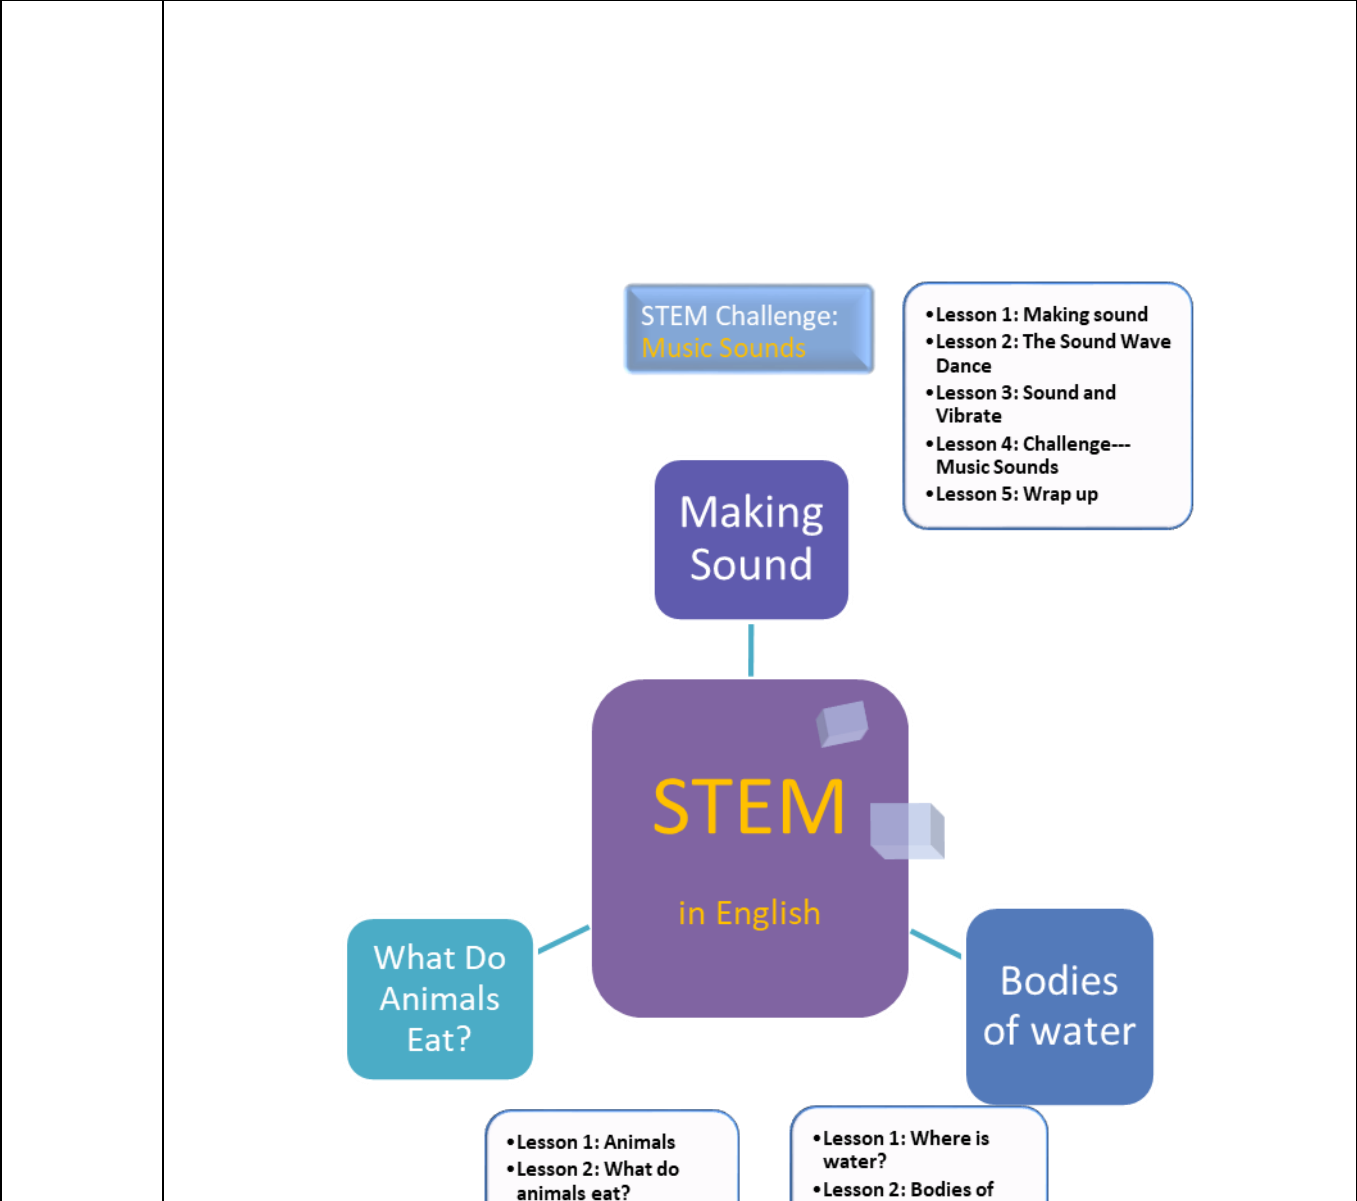 STEM Challenge:
Music Sounds
•Lesson 1: Making sound
•Lesson 2: The Sound Wave
Dance
•Lesson 3: Sound and
Vibrate
•Lesson 4: Challenge---
Music Sounds
•Lesson 5: Wrap up
Making
Sound
STEM
in English
What Do
Animals
Eat?
Bodies
of water
•Lesson 1: Animals
•Lesson 2: What do
animals eat?
•Lesson 1: Where is
water?
•Lesson 2: Bodies of